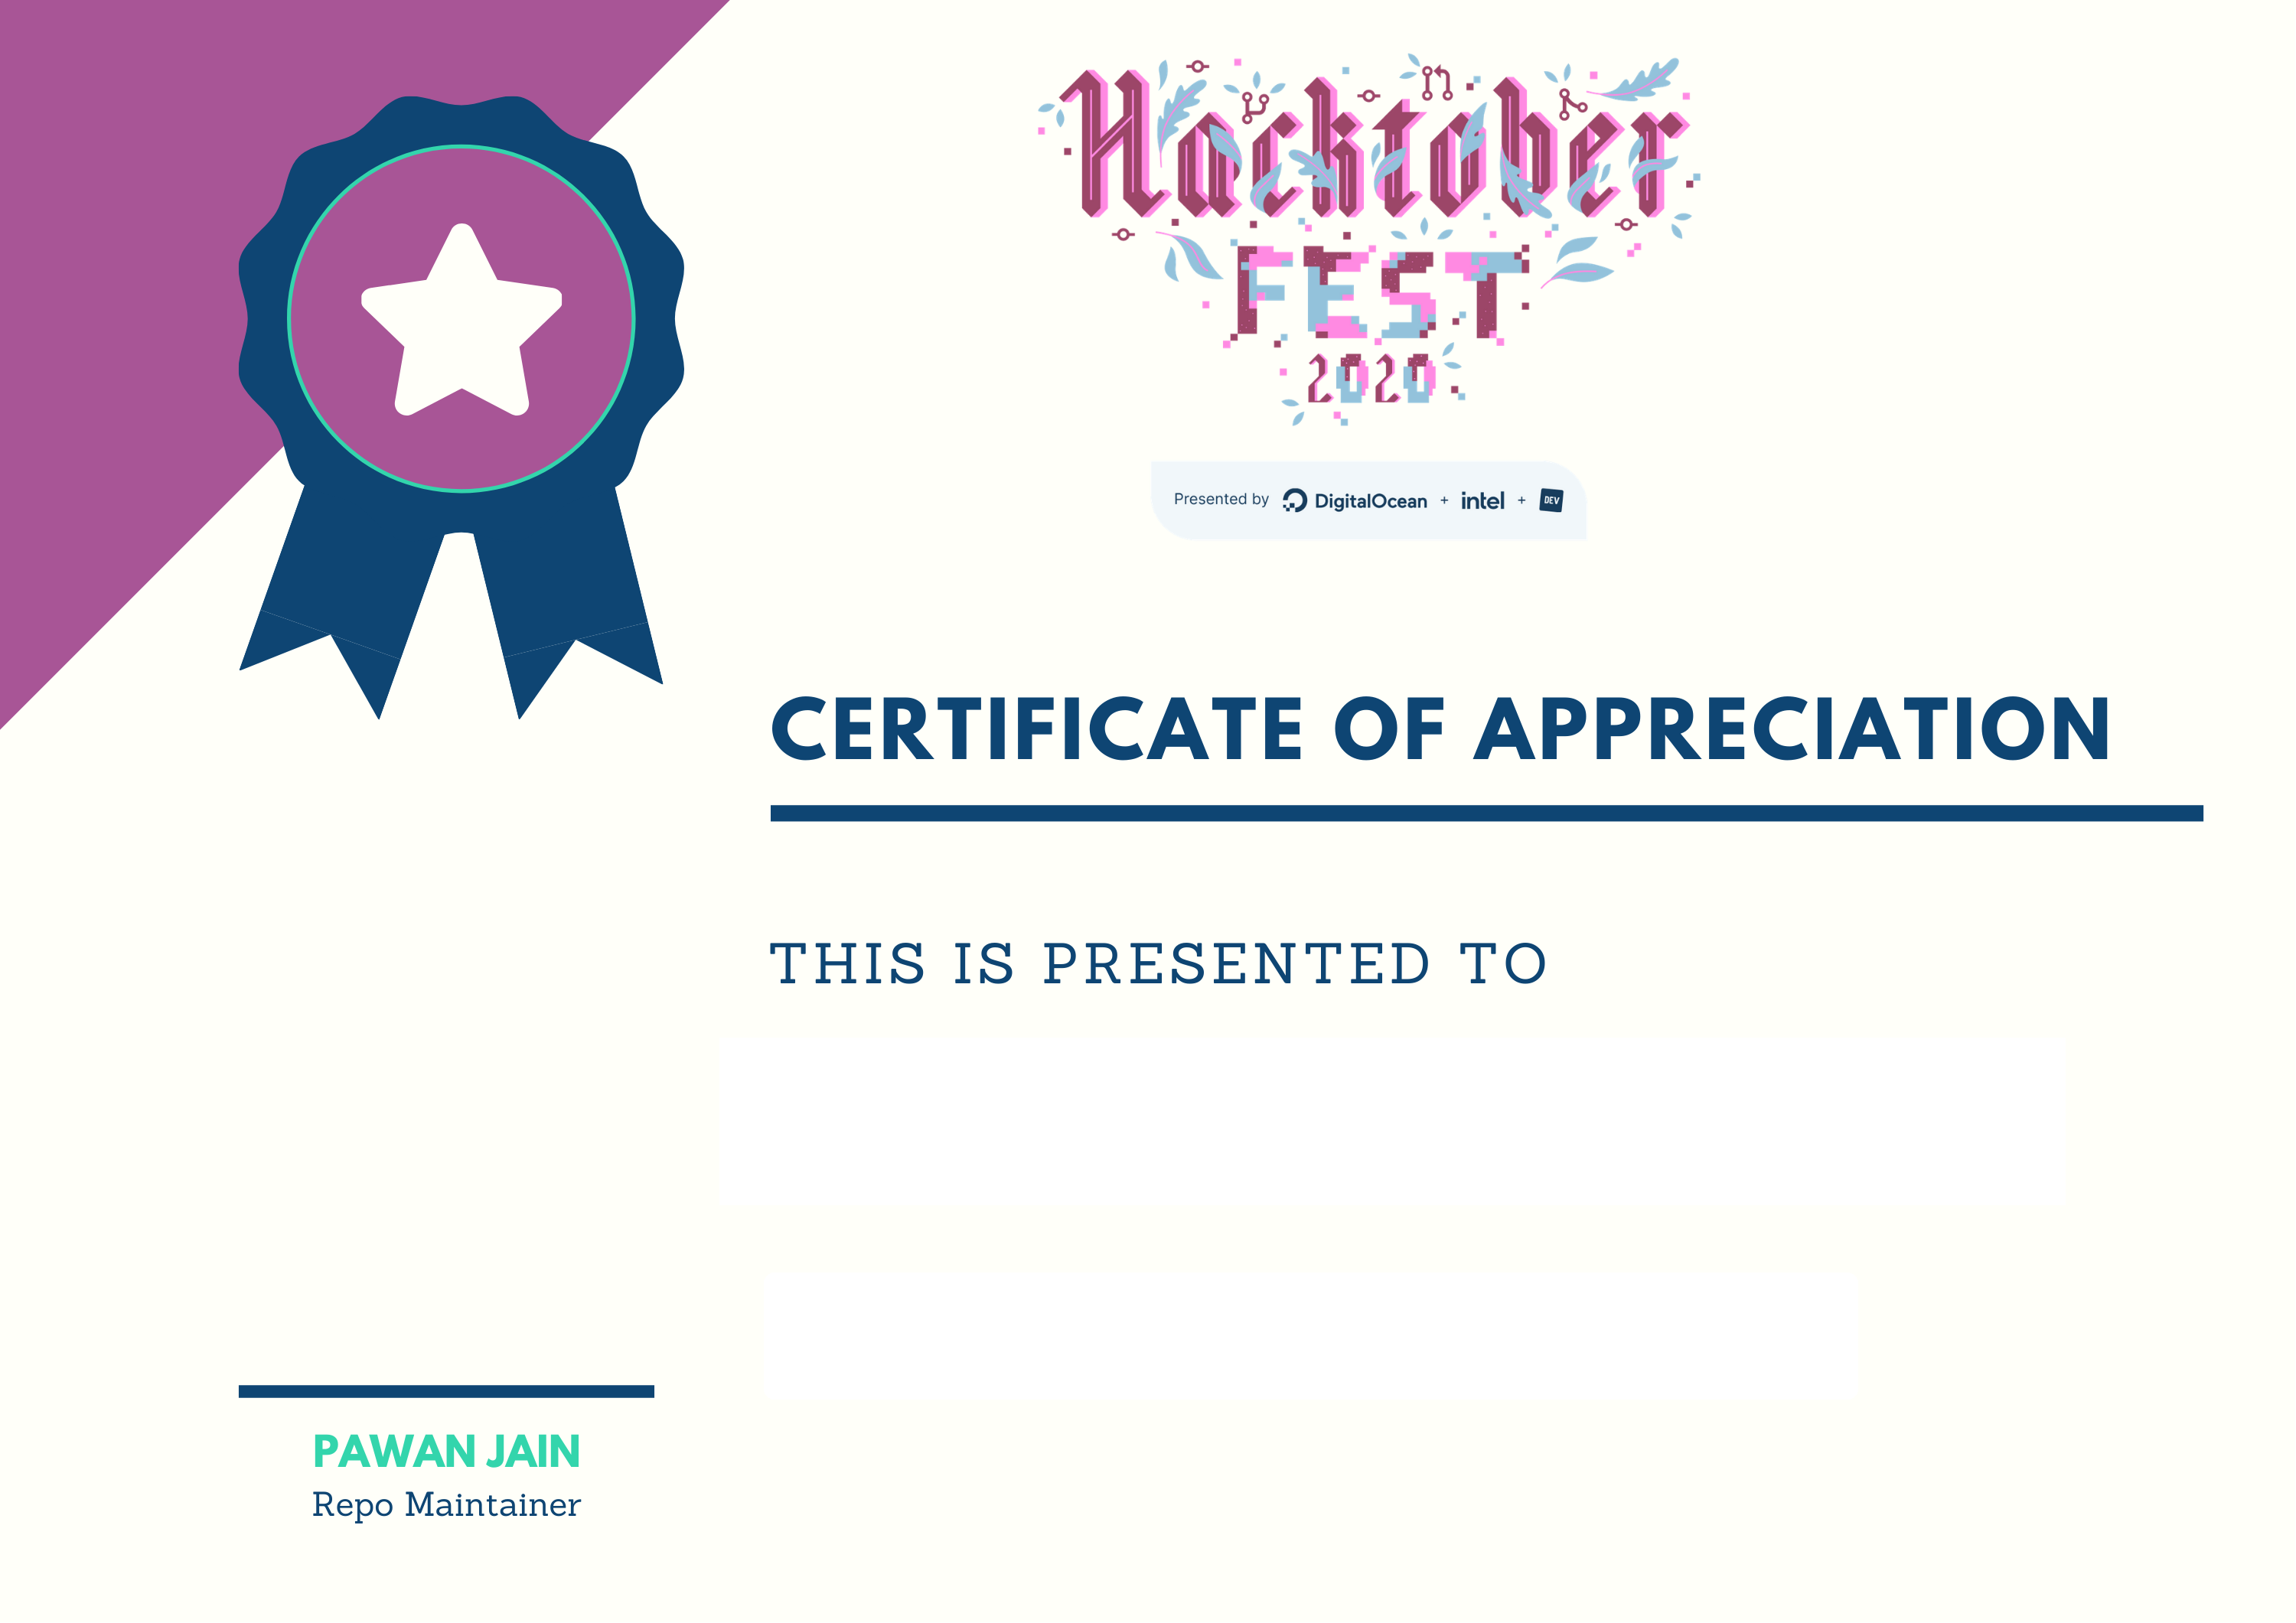 Hacktober
FEST
2020
Presented by DigitalOcean + intel + DEV
CERTIFICATE OF APPRECIATION
THIS IS PRESENTED TO
PAWAN JAIN
Repo Maintainer